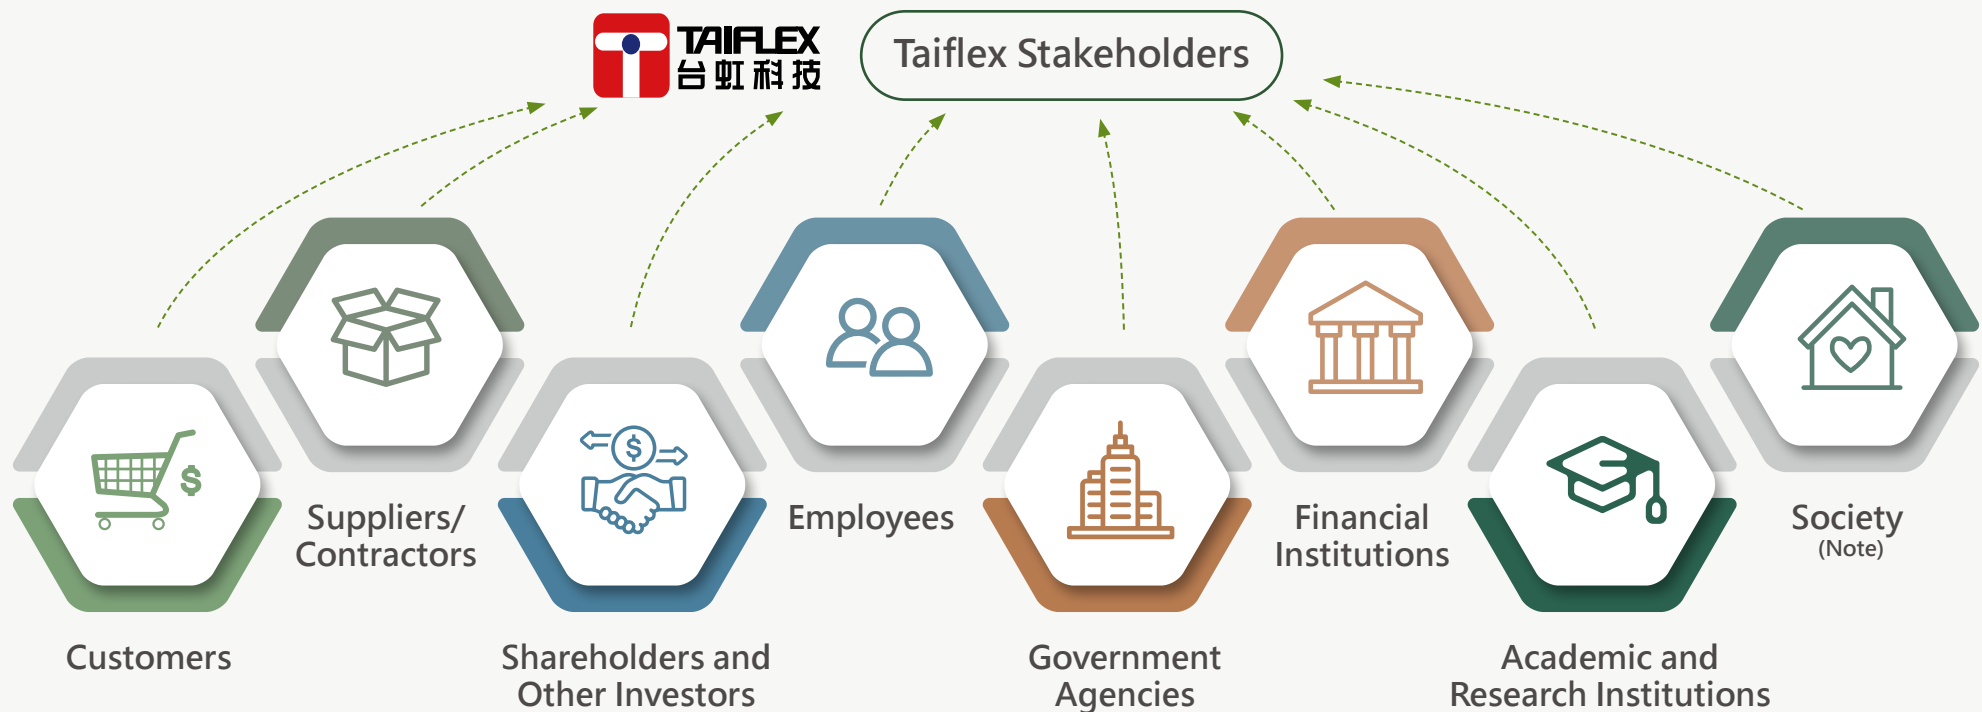 TAIFLEX
台虹科技
Taiflex Stakeholders
$
$
Suppliers/
Contractors
Employees
Financial
Institutions
Society
(Note)
Customers
Shareholders and
Other Investors
Government
Agencies
Academic and
Research Institutions